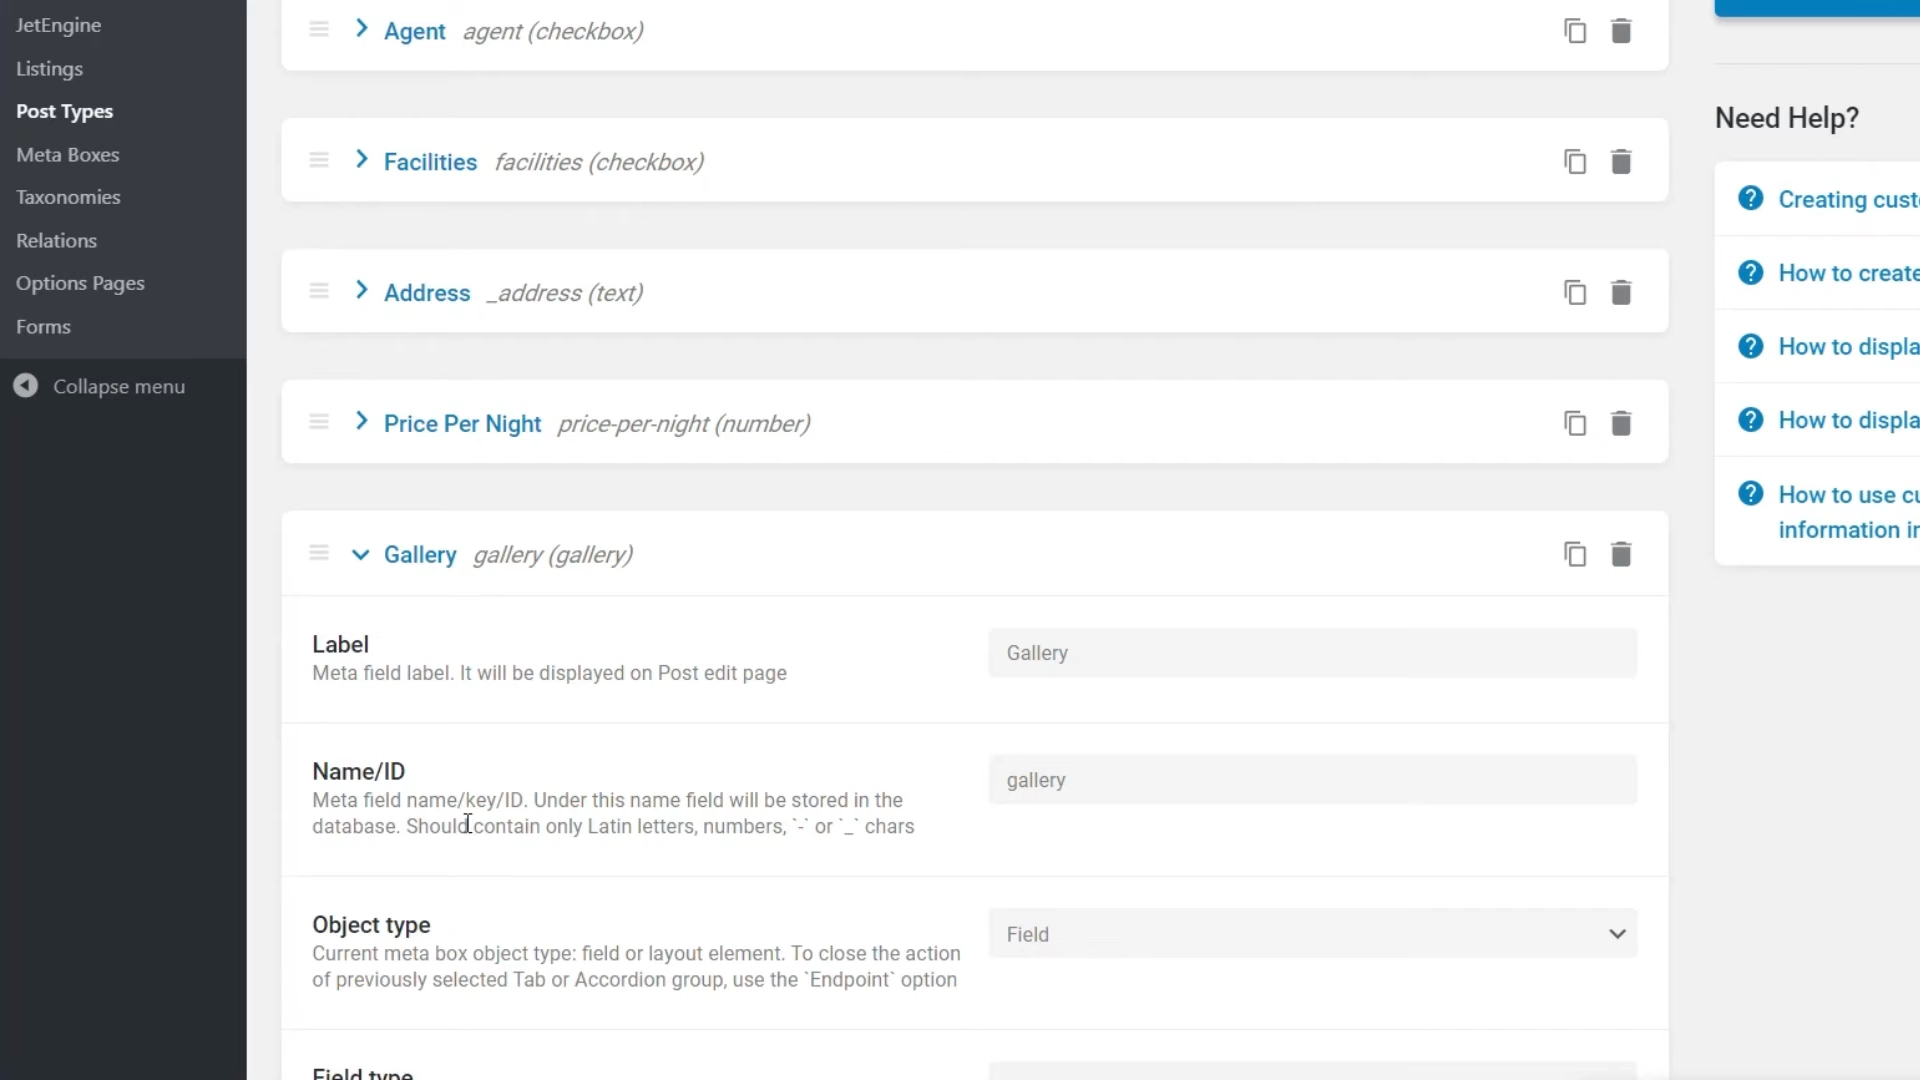 JetEngine
Listings
Post Types
Meta Boxes
Taxonomies
Relations
Options Pages
Forms
Collapse menu
Agent agent (checkbox)
Facilities facilities (checkbox)
Address _address (text)
Price Per Night price-per-night (number)
Gallery gallery (gallery)
Label
Meta field label. It will be displayed on Post edit page
Gallery
Name/ID
Meta field name/key/ID. Under this name field will be stored in the
database. Should contain only Latin letters, numbers, `-` or `_` chars
gallery
Object type
Current meta box object type: field or layout element. To close the action
of previously selected Tab or Accordion group, use the `Endpoint` option
Field
Field type
Need Help?
Creating cust
How to create
How to displa
How to displa
How to use cu
information in